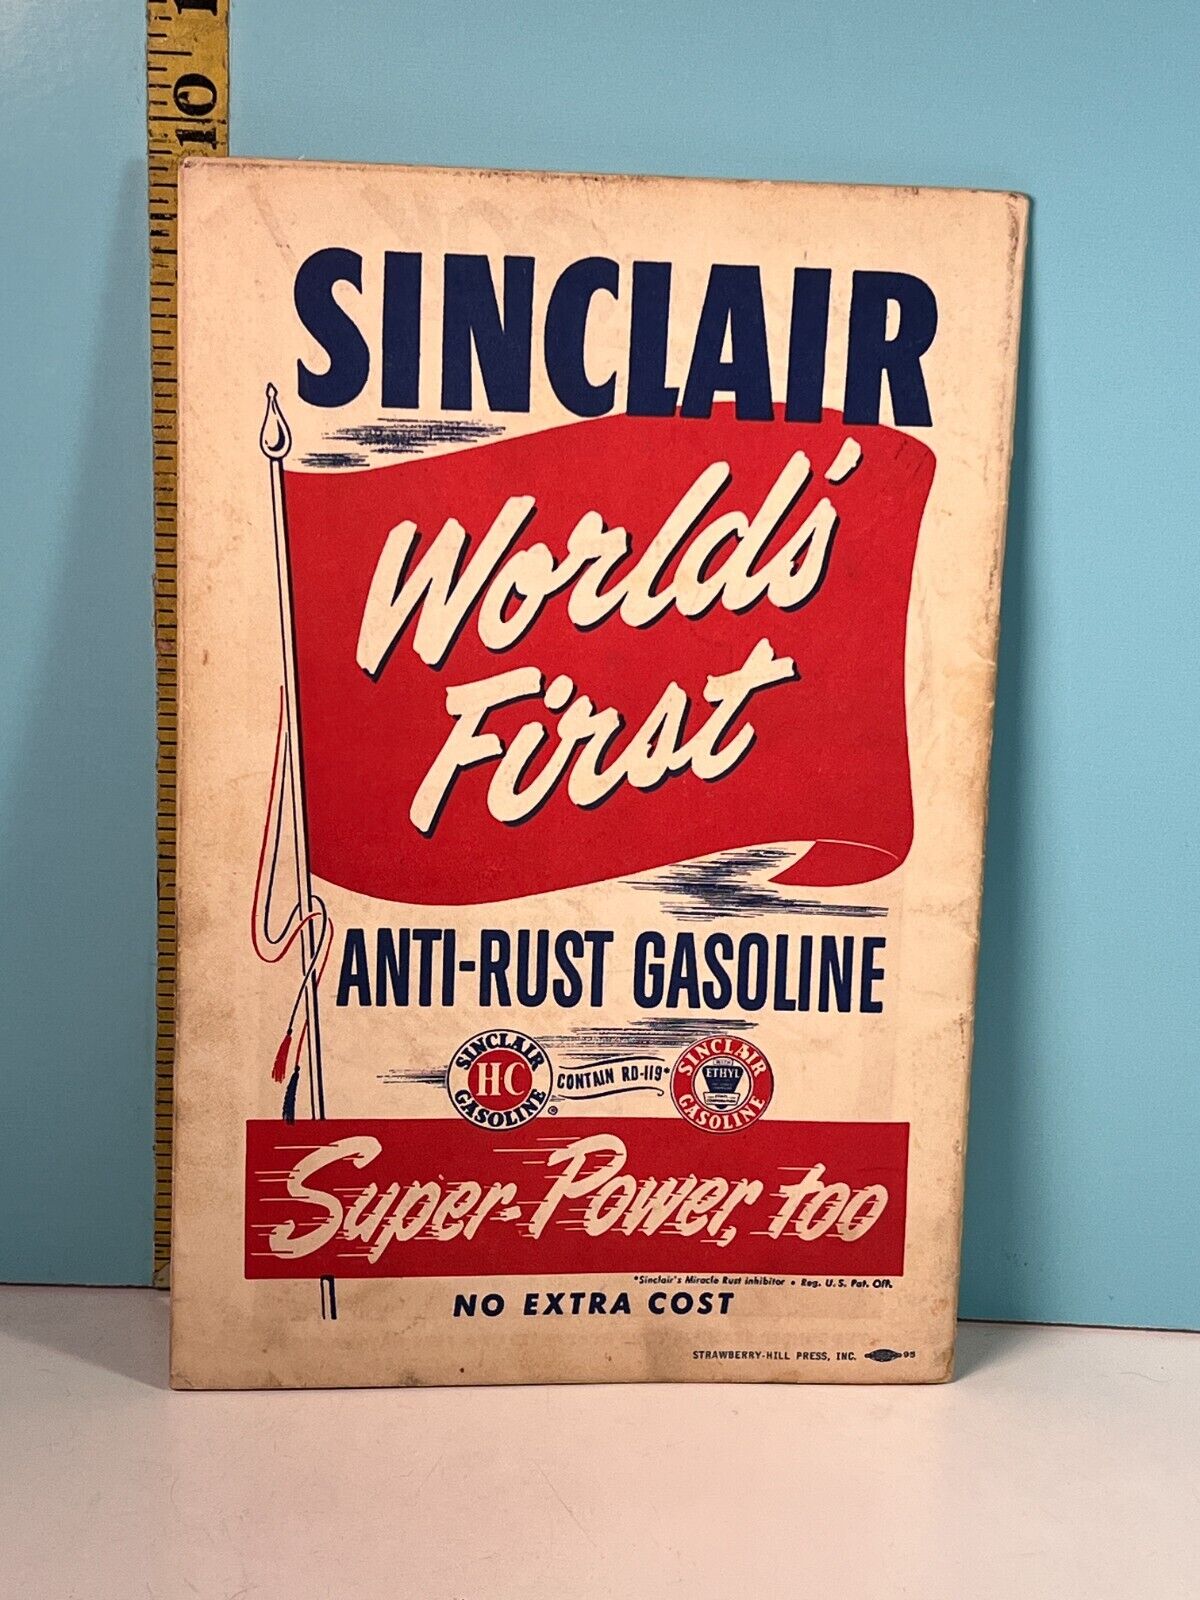 10
SINCLAIR
World's
First
ANTI-RUST GASOLINE
SINCLAIR
HC
GASOLINE
®
CONTAIN RD-119*
SINCLAIR
ETHYL
GASOLINE
Super-Power, too
*Sinclair's Miracle Rust inhibitor • Reg. U. S. Pat. Off.
NO EXTRA COST
STRAWBERRY-HILL PRESS, INC. 95